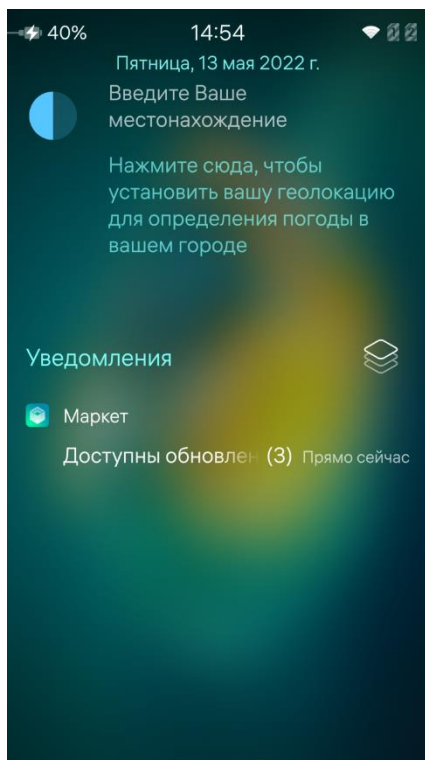 40% 14:54
Пятница, 13 мая 2022 г.
Введите Ваше
местонахождение
Нажмите сюда, чтобы
установить вашу геолокацию
для определения погоды в
вашем городе
Уведомления
Маркет
Доступны обновлен (3) Прямо сейчас